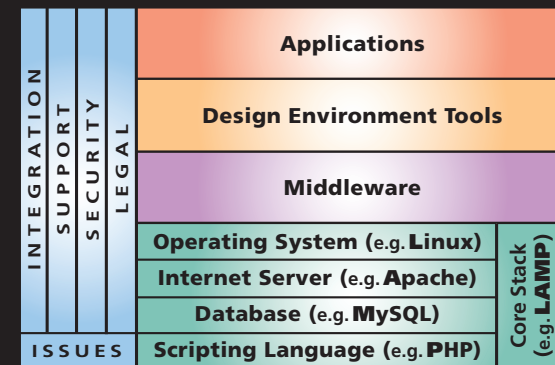 INTEGRATION
SUPPORT
SECURITY
LEGAL
ISSUES
Applications
Design Environment Tools
Middleware
Operating System (e.g. Linux)
Internet Server (e.g. Apache)
Database (e.g. MySQL)
Scripting Language (e.g. PHP)
Core Stack
(e.g. LAMP)